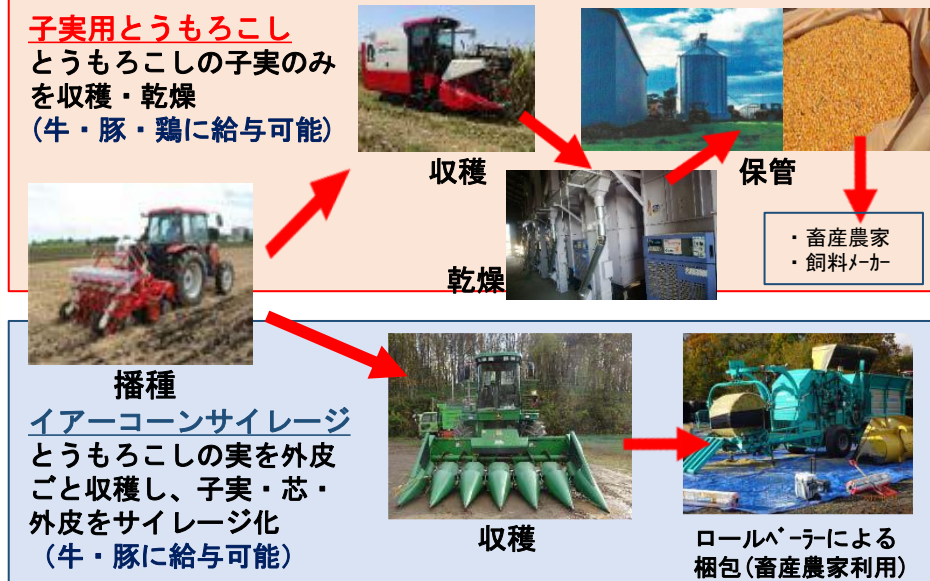 子実用とうもろこし
とうもろこしの子実のみ
を収穫・乾燥
(牛・豚・鶏に給与可能)
収穫
保管
乾燥
・畜産農家
・飼料ﾒｰｶｰ
播種
イアーコーンサイレージ
とうもろこしの実を外皮
ごと収穫し、子実・芯・
外皮をサイレージ化
(牛・豚に給与可能)
収穫
ロールﾍﾞｰﾗｰによる
梱包(畜産農家利用)